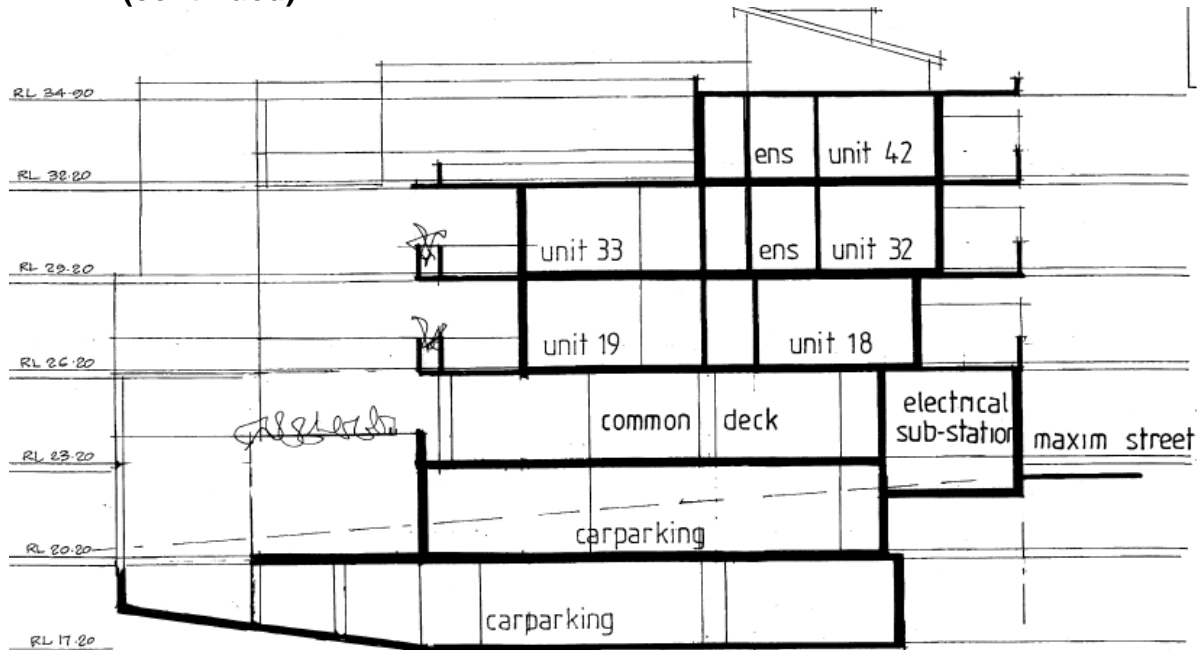 RL 34.90
ens unit 42
RL 32.20
unit 33 ens unit 32
RL 29.20
unit 19 unit 18
RL 26.20
common deck
electrical
sub-station
maxim street
RL 23.20
carparking
RL 20.20
carparking
RL 17.20